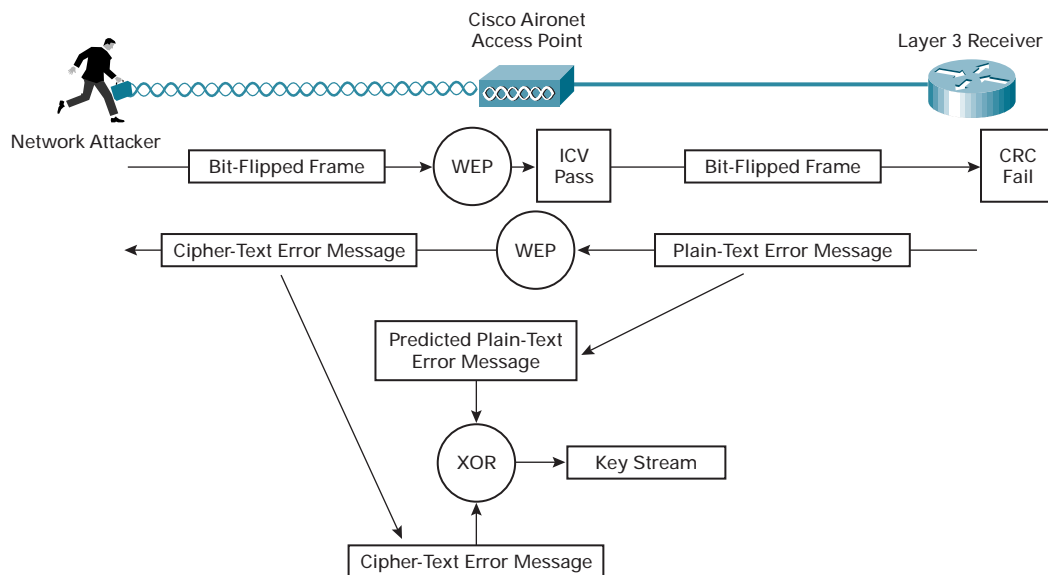 Cisco Aironet
Access Point
Layer 3 Receiver
Network Attacker
Bit-Flipped Frame
WEP
ICV
Pass
Bit-Flipped Frame
CRC
Fail
Cipher-Text Error Message
WEP
Plain-Text Error Message
Predicted Plain-Text
Error Message
XOR
Key Stream
Cipher-Text Error Message